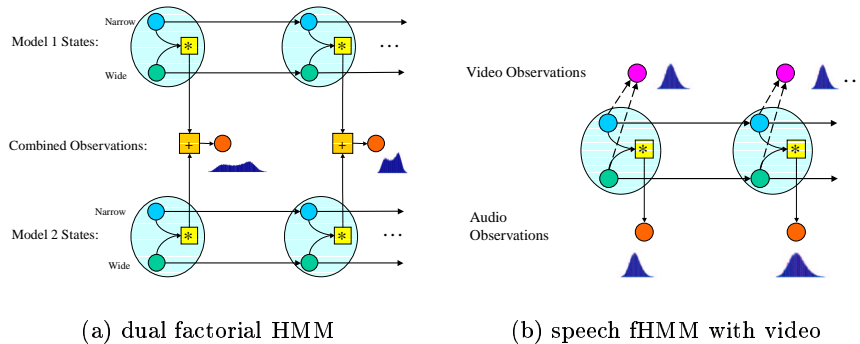 Narrow
Model 1 States:
*
*
...
Wide
Combined Observations:
+
+
Narrow
Model 2 States:
*
*
...
Wide
(a) dual factorial HMM
Video Observations
..
*
*
Audio
Observations
(b) speech fHMM with video